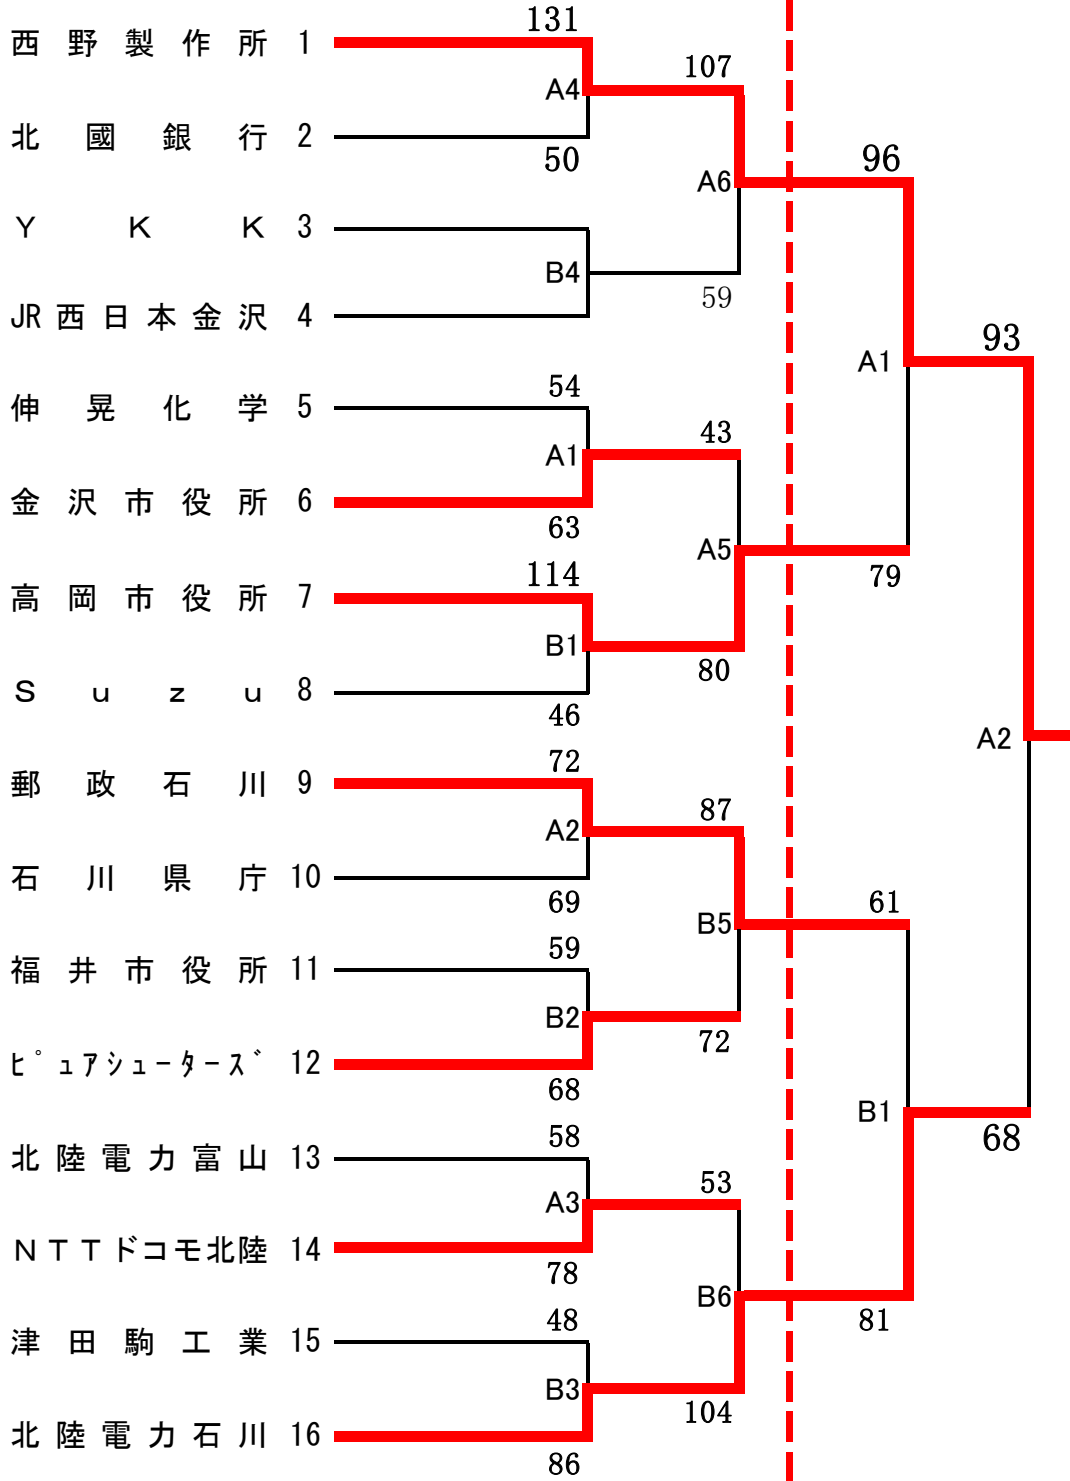 131
西野製作所 1
107
A4
北國銀行 2
50
96
A6
ＹＫＫ 3
B4
59
JR西日本金沢 4
93
A1
54
伸晃化学 5
43
A1
金沢市役所 6
63
A5
114
79
高岡市役所 7
B1
80
Ｓｕｚｕ 8
46
A2
72
郵政石川 9
87
A2
石川県庁 10
69
61
B5
59
福井市役所 11
B2
72
ﾋﾟｭｱｼｭｰﾀｰｽﾞ 12
68
B1
58
68
北陸電力富山 13
53
A3
ＮＴＴドコモ北陸 14
78
B6
48
81
津田駒工業 15
B3
104
北陸電力石川 16
86